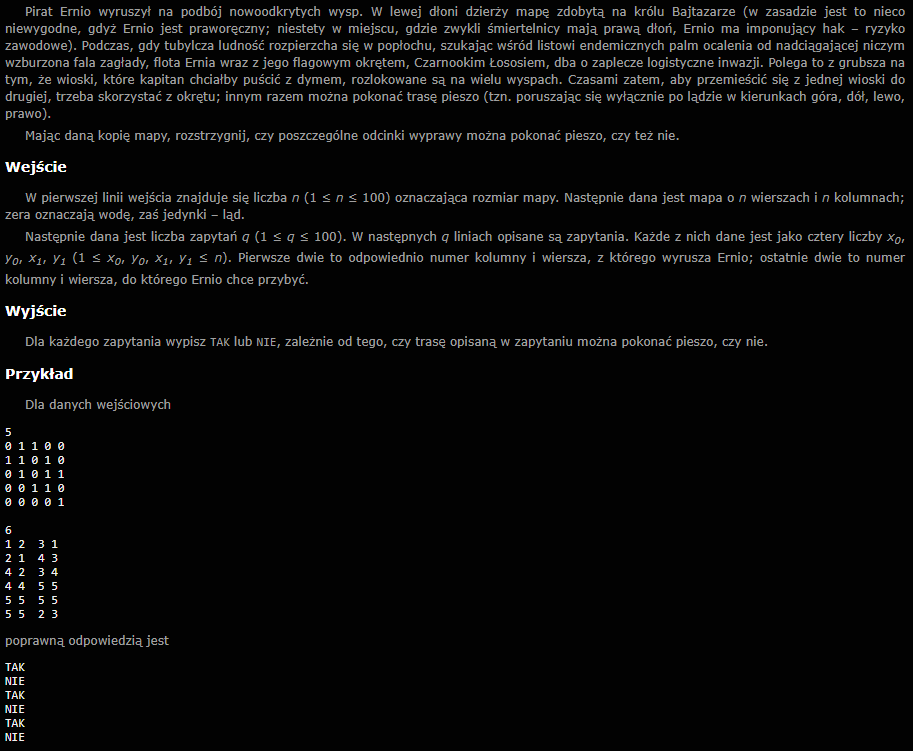 Pirat Ernio wyruszył na podbój nowoodkrytych wysp. W lewej dłoni dzierży mapę zdobytą na królu Bajtazarze (w zasadzie jest to nieco
niewygodne, gdyż Ernio jest praworęczny; niestety w miejscu, gdzie zwykli śmiertelnicy mają prawą dłoń, Ernio ma imponujący hak – ryzyko
zawodowe). Podczas, gdy tubylcza ludność rozpierzcha się w popłochu, szukając wśród listowi endemicznych palm ocalenia od nadciągającej niczym
wzburzona fala zagłady, flota Ernia wraz z jego flagowym okrętem, Czarnookim Łososiem, dba o zaplecze logistyczne inwazji. Polega to z grubsza na
tym, że wioski, które kapitan chciałby puścić z dymem, rozlokowane są na wielu wyspach. Czasami zatem, aby przemieścić się z jednej wioski do
drugiej, trzeba skorzystać z okrętu; innym razem można pokonać trasę pieszo (tzn. poruszając się wyłącznie po lądzie w kierunkach góra, dół, lewo,
prawo).
Mając daną kopię mapy, rozstrzygnij, czy poszczególne odcinki wyprawy można pokonać pieszo, czy też nie.
Wejście
W pierwszej linii wejścia znajduje się liczba n (1 ≤ n ≤ 100) oznaczająca rozmiar mapy. Następnie dana jest mapa o n wierszach i n kolumnach;
zera oznaczają wodę, zaś jedynki – ląd.
Następnie dana jest liczba zapytań q (1 ≤ q ≤ 100). W następnych q liniach opisane są zapytania. Każde z nich dane jest jako cztery liczby x0,
y0, x1, y1 (1 ≤ x0, y0, x1, y1 ≤ n). Pierwsze dwie to odpowiednio numer kolumny i wiersza, z którego wyrusza Ernio; ostatnie dwie to numer
kolumny i wiersza, do którego Ernio chce przybyć.
Wyjście
Dla każdego zapytania wypisz TAK lub NIE, zależnie od tego, czy trasę opisaną w zapytaniu można pokonać pieszo, czy nie.
Przykład
Dla danych wejściowych
5
0 1 1 0 0
1 1 0 1 0
0 1 0 1 1
0 0 1 1 0
0 0 0 0 1
6
1 2 3 1
2 1 4 3
4 2 3 4
4 4 5 5
5 5 5 5
5 5 2 3
poprawną odpowiedzią jest
TAK
NIE
TAK
NIE
TAK
NIE